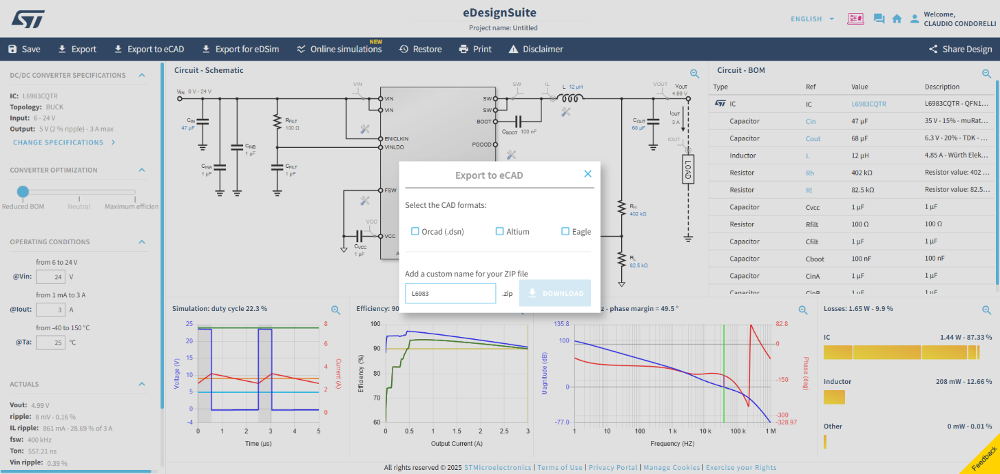 eDesignSuite
Project name: Untitled
ENGLISH
Welcome,
CLAUDIO CONDORELLI
Save
Export
Export to eCAD
Export for eDSim
Online simulations
NEW
Restore
Print
Disclaimer
Share Design
DC/DC CONVERTER SPECIFICATIONS
IC: L6983CQTR
Topology: BUCK
Input: 6 - 24 V
Output: 5 V (2 % ripple) - 3 A max
CHANGE SPECIFICATIONS
CONVERTER OPTIMIZATION
Reduced BOM Neutral Maximum efficien
OPERATING CONDITIONS
from 6 to 24 V
@Vin: 24 V
from 1 mA to 3 A
@Iout: 3 A
from -40 to 150 °C
@Ta: 25 °C
ACTUALS
Vout: 4.99 V
ripple: 8 mV - 0.16 %
IL ripple: 861 mA - 28.69 % of 3 A
fsw: 400 kHz
Ton: 557.21 ns
Vin ripple: 0.39 %
Circuit - Schematic
VIN 6 V - 24 V
CIN
47 µF
CINA
1 µF
CINB
1 µF
RFILT
100 Ω
CFILT
1 µF
VIN
VIN
VIN
EN/CLKIN
VINLDO
FSW
VCC
VCC
CVCC
1 µF
A
SW
SW
BOOT
PGOOD
SW
IL
L 12 µH
CBOOT 100 nF
VOUT
VOUT
4.99 V
COUT
68 µF
IOUT
3 A
IOUT
LOAD
RH
402 kΩ
RL
82.5 kΩ
Circuit - BOM
Type Ref Value Description
IC IC L6983CQTR L6983CQTR - QFN1...
Capacitor Cin 47 µF 35 V - 15% - muRat...
Capacitor Cout 68 µF 6.3 V - 20% - TDK - ...
Inductor L 12 µH 4.85 A - Würth Elek...
Resistor Rh 402 kΩ Resistor value: 402 ...
Resistor Rl 82.5 kΩ Resistor value: 82.5...
Capacitor Cvcc 1 µF 1 µF
Resistor Rfilt 100 Ω 100 Ω
Capacitor Cfilt 1 µF 1 µF
Capacitor Cboot 100 nF 100 nF
Capacitor CinA 1 µF 1 µF
Capacitor CinB 1 µF 1 µF
Export to eCAD
Select the CAD formats:
Orcad (.dsn) Altium Eagle
Add a custom name for your ZIP file
L6983 .zip DOWNLOAD
Simulation: duty cycle 22.3 %
25
20
15
10
5
0
-4
Voltage (V)
8
6
4
2
0
Current (A)
0 1 2 3 4 5
Time (µs)
Efficiency: 90
100
90
80
70
60
Efficiency (%)
0 0.5 1 1.5 2 2.5 3
Output Current (A)
z - phase margin = 49.5 °
135.8
100
0
-77.0
Magnitude (dB)
82.8
0
-150
-300
-328.97
Phase (deg)
1 10 100 1 k 10 k 100 k 1 M
Frequency (HZ)
Losses: 1.65 W - 9.9 %
IC 1.44 W - 87.33 %
Inductor 208 mW - 12.66 %
Other 0 mW - 0.01 %
Feedback
All rights reserved © 2025 STMicroelectronics | Terms of Use | Privacy Portal | Manage Cookies | Exercise your Rights